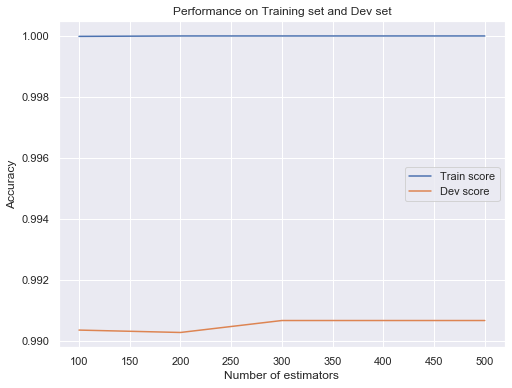 Performance on Training set and Dev set
1.000
0.998
0.996
0.994
0.992
0.990
Accuracy
Train score
Dev score
100 150 200 250 300 350 400 450 500
Number of estimators